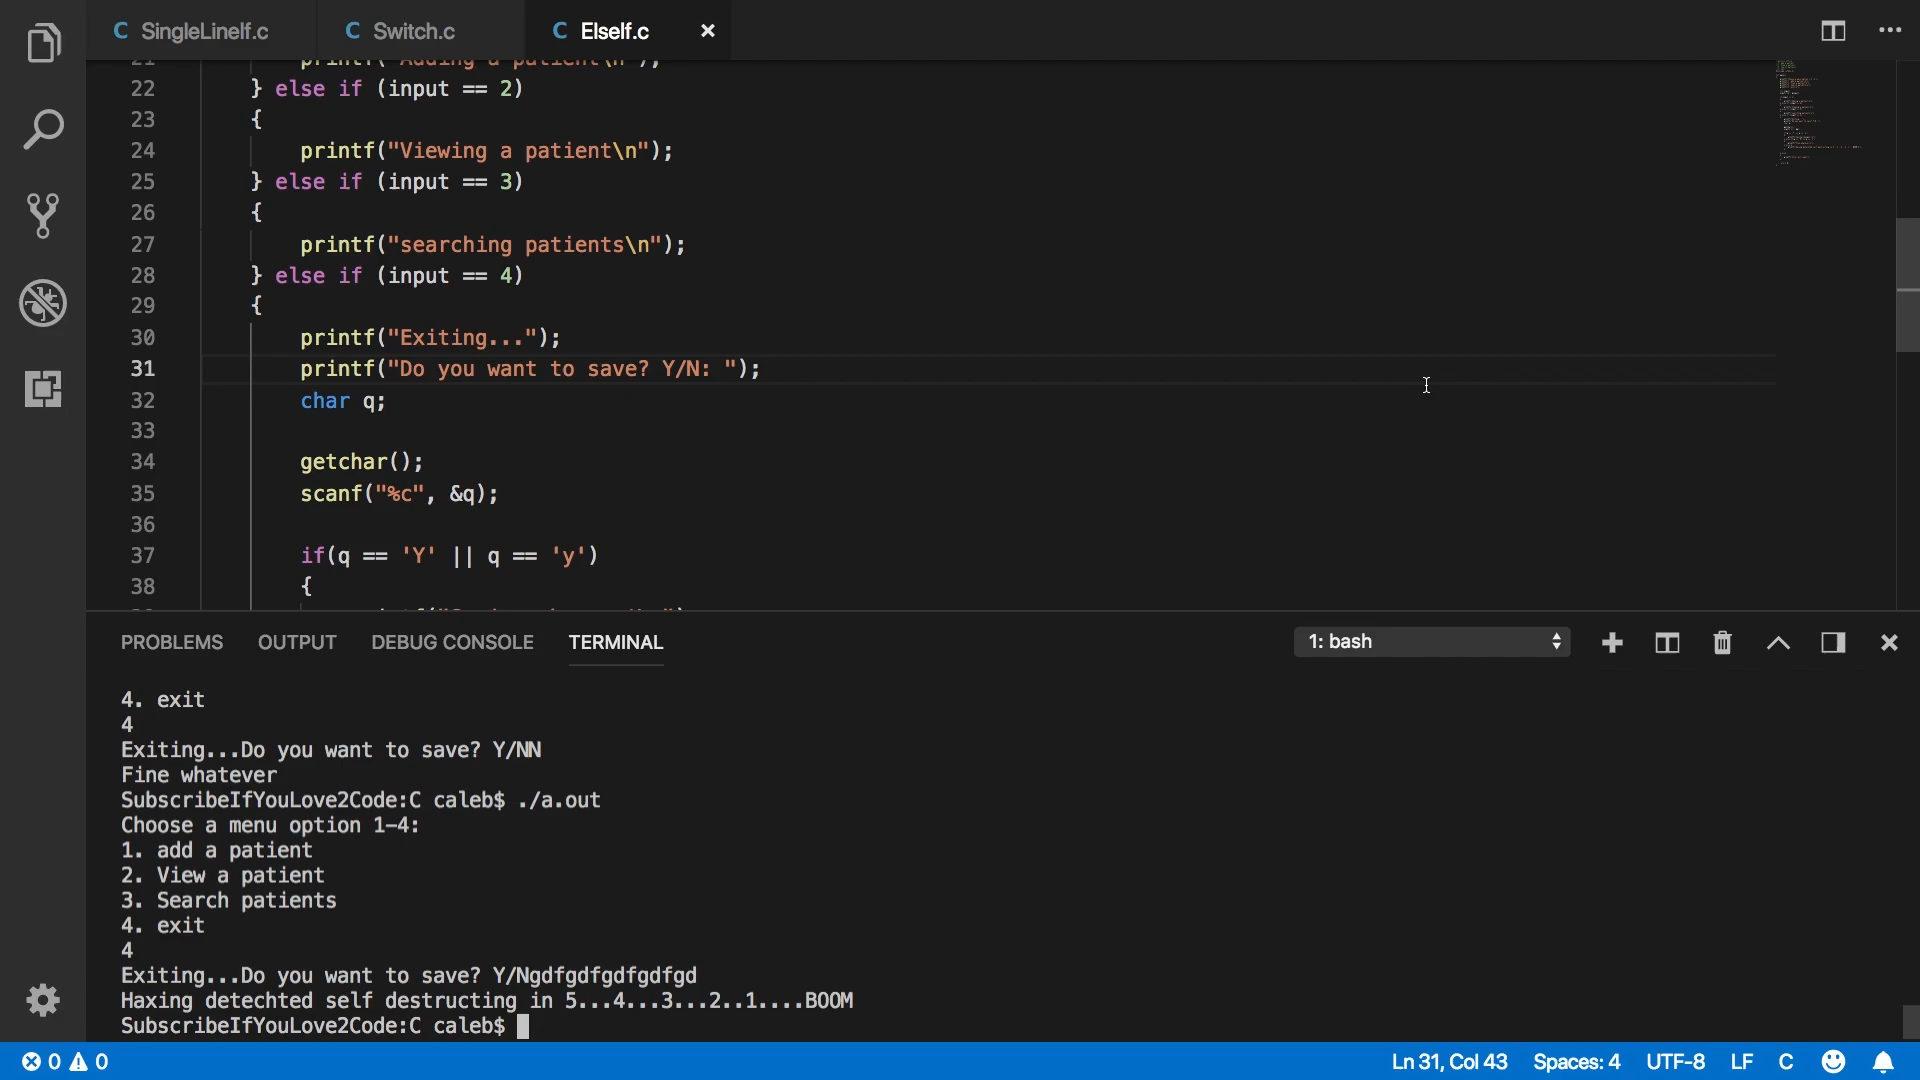 SingleLineIf.c
Switch.c
ElseIf.c
21 printf("Adding a patient\n");
22 } else if (input == 2)
23 {
24 printf("Viewing a patient\n");
25 } else if (input == 3)
26 {
27 printf("searching patients\n");
28 } else if (input == 4)
29 {
30 printf("Exiting...");
31 printf("Do you want to save? Y/N: ");
32 char q;
33
34 getchar();
35 scanf("%c", &q);
36
37 if(q == 'Y' || q == 'y')
38 {
PROBLEMS OUTPUT DEBUG CONSOLE TERMINAL 1: bash
4. exit
4
Exiting...Do you want to save? Y/NN
Fine whatever
SubscribeIfYouLove2Code:C caleb$ ./a.out
Choose a menu option 1-4:
1. add a patient
2. View a patient
3. Search patients
4. exit
4
Exiting...Do you want to save? Y/Ngdfgdfgdfgdfgd
Haxing detechted self destructing in 5...4...3...2..1....BOOM
SubscribeIfYouLove2Code:C caleb$
0 0 Ln 31, Col 43 Spaces: 4 UTF-8 LF C